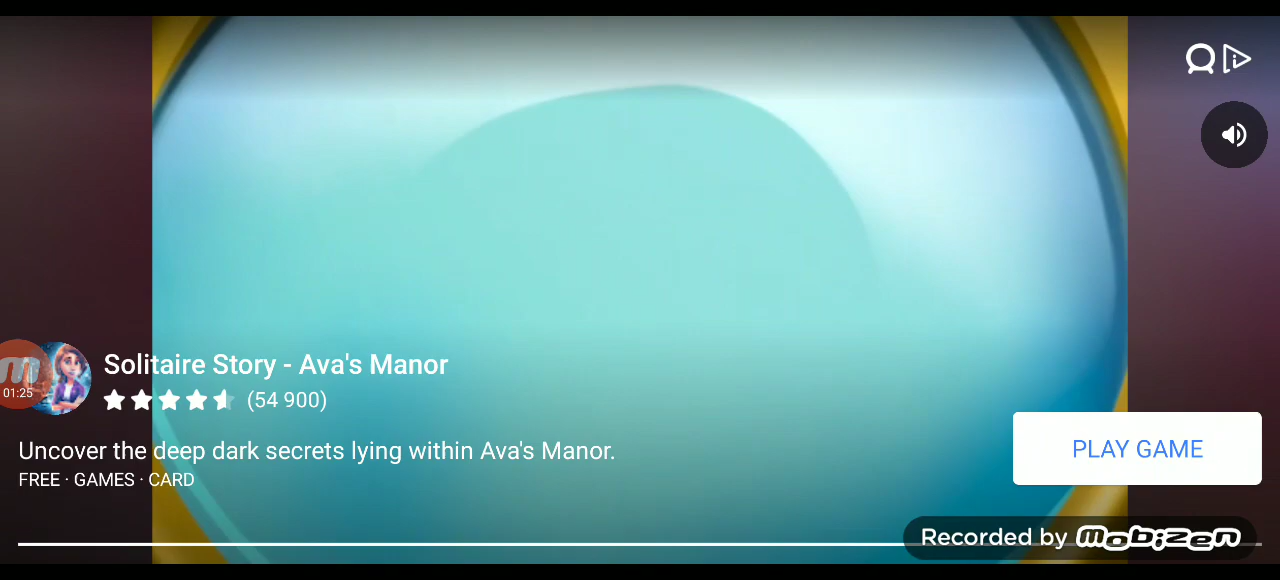 Solitaire Story - Ava's Manor
(54 900)
01:25
Uncover the deep dark secrets lying within Ava's Manor.
PLAY GAME
FREE · GAMES · CARD
Recorded by mobizen